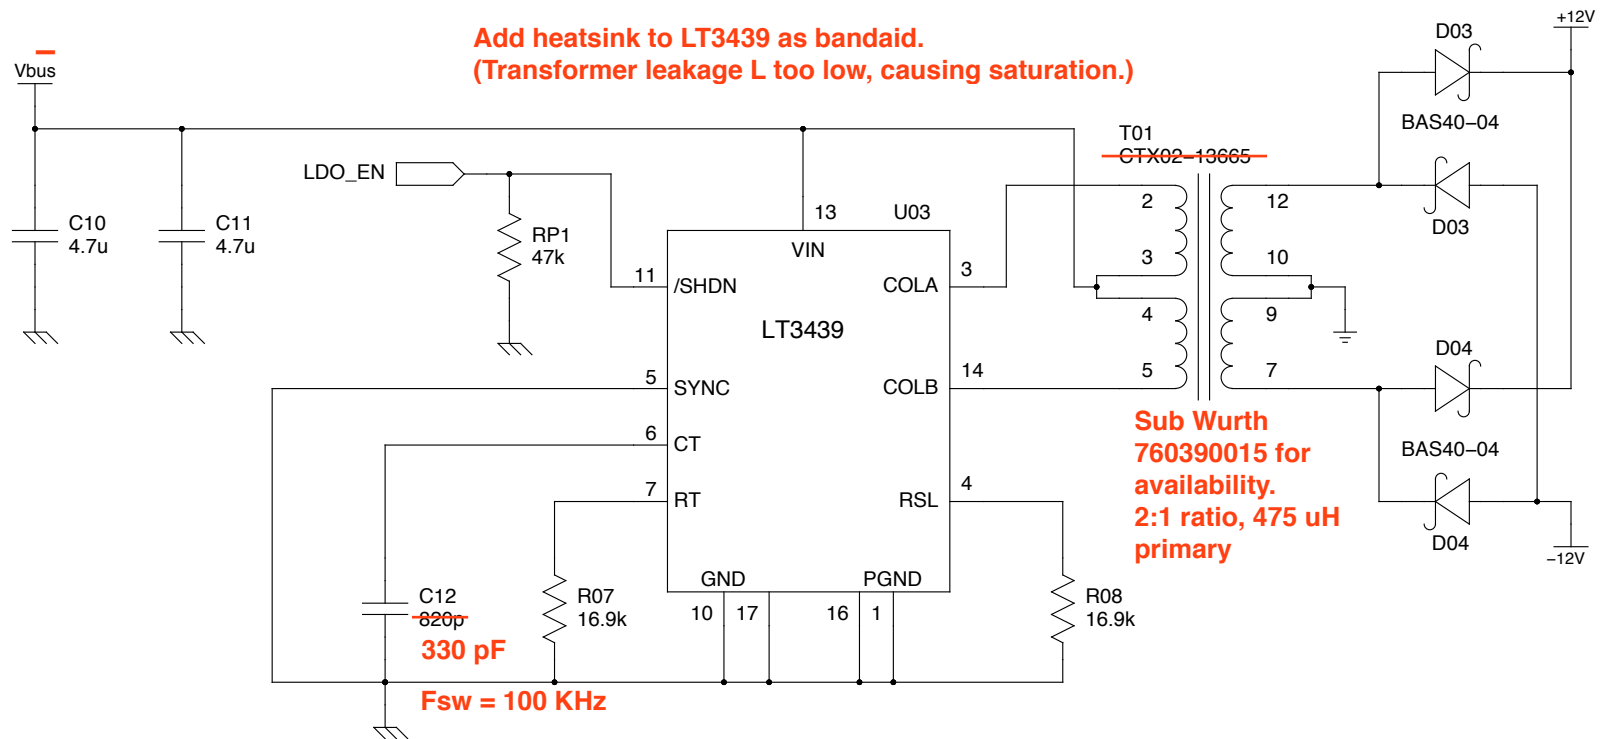 Add heatsink to LT3439 as bandaid.
(Transformer leakage L too low, causing saturation.)
+12V
D03
Vbus
BAS40-04
T01
CTX02-13665
LDO_EN
2
12
13
U03
D03
C10
4.7u
C11
4.7u
RP1
47k
VIN
3
10
11
/SHDN
COLA
3
LT3439
4
9
D04
5
SYNC
COLB
14
5
7
6
CT
Sub Wurth
760390015 for
availability.
2:1 ratio, 475 uH
primary
BAS40-04
7
RT
RSL
4
D04
-12V
GND
PGND
C12
820p
330 pF
R07
16.9k
10
17
16
1
R08
16.9k
Fsw = 100 KHz